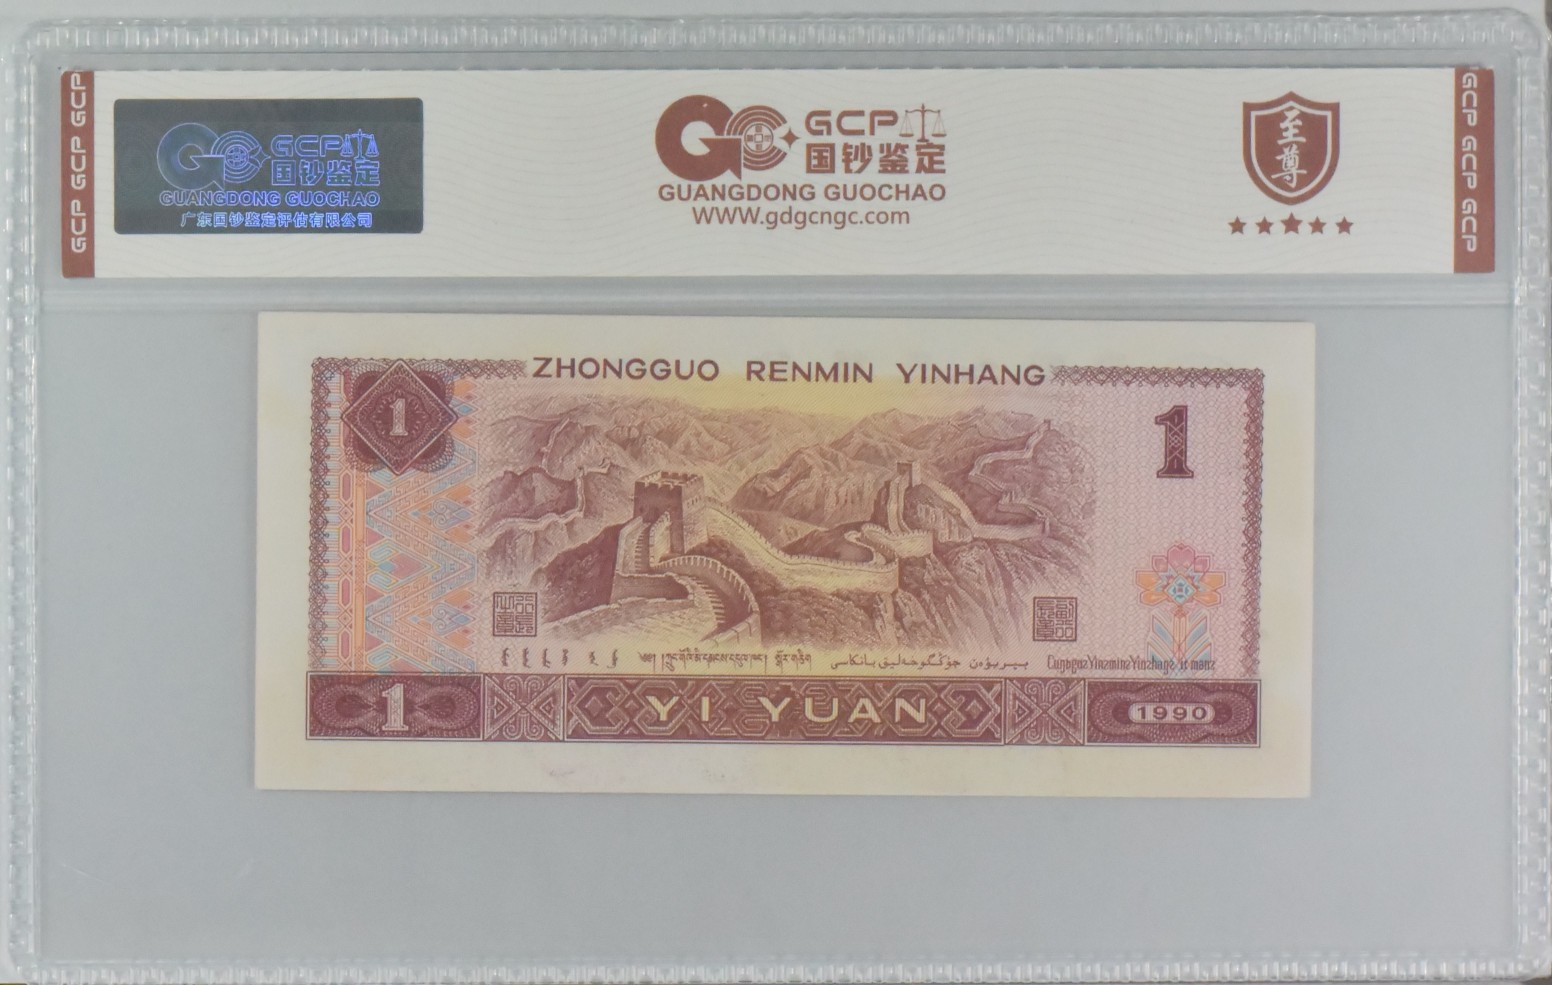 GCP GCP GCP
GCP
国钞鉴定
GUANGDONG GUOCHAO
广东国钞鉴定评估有限公司
GCP
国钞鉴定
GUANGDONG GUOCHAO
WWW.gdgcngc.com
至尊
GCP GCP GCP
ZHONGGUO RENMIN YINHANG
1
1
1
YI YUAN
1990